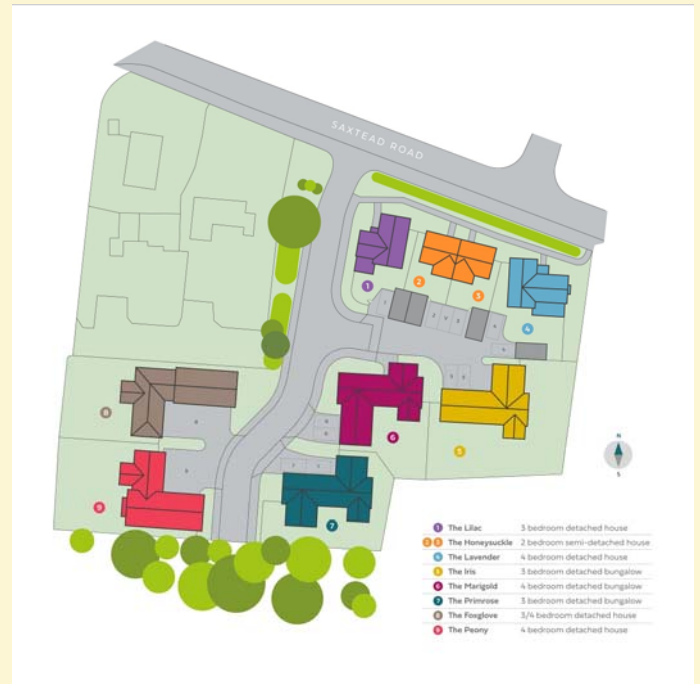 SAXTEAD ROAD
1
2
3
4
5
6
7
8
9
N
S
1 The Lilac 3 bedroom detached house
2 3 The Honeysuckle 2 bedroom semi-detached house
4 The Lavender 4 bedroom detached house
5 The Iris 3 bedroom detached bungalow
6 The Marigold 4 bedroom detached bungalow
7 The Primrose 3 bedroom detached bungalow
8 The Foxglove 3/4 bedroom detached house
9 The Peony 4 bedroom detached house